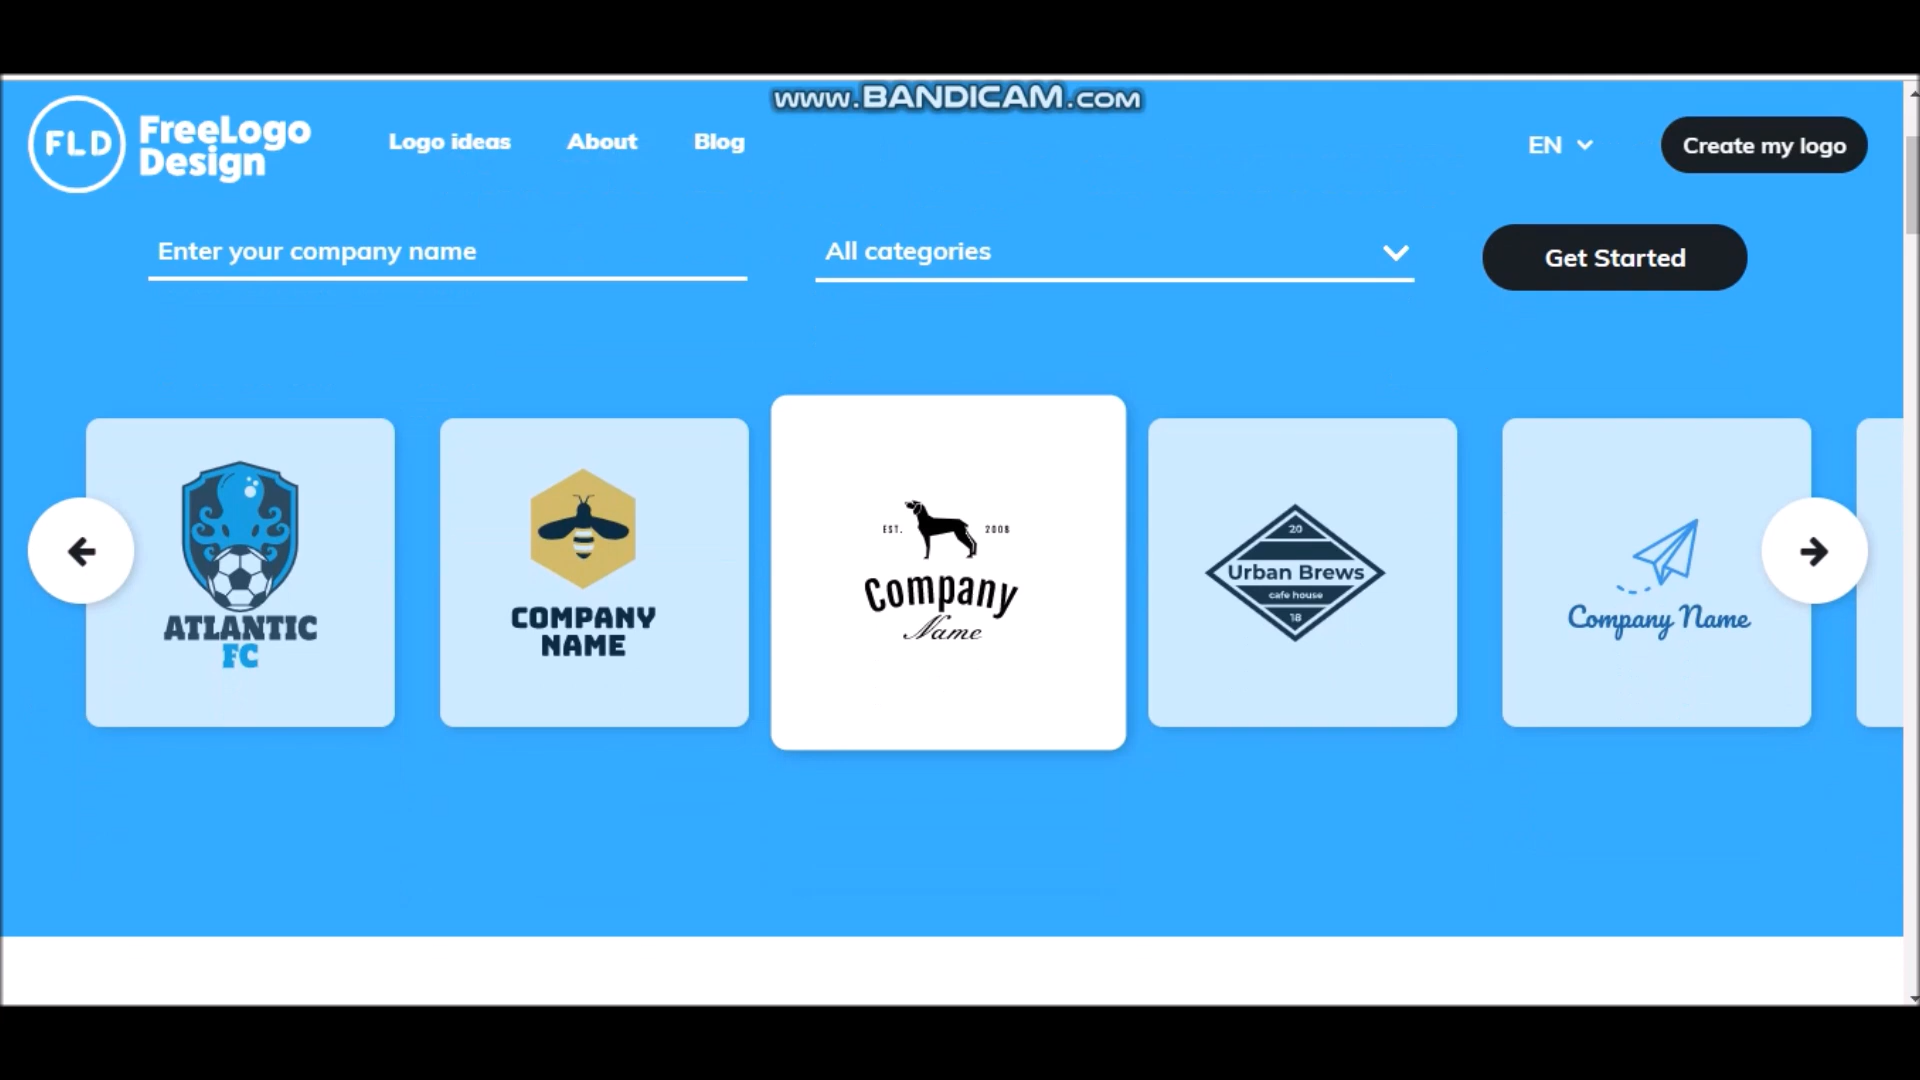 www.BANDICAM.com
FLD
FreeLogo
Design
Logo ideas
About
Blog
EN
Create my logo
Enter your company name
All categories
Get Started
ATLANTIC
FC
COMPANY
NAME
EST. 2008
Company
Name
20
Urban Brews
cafe house
18
Company Name